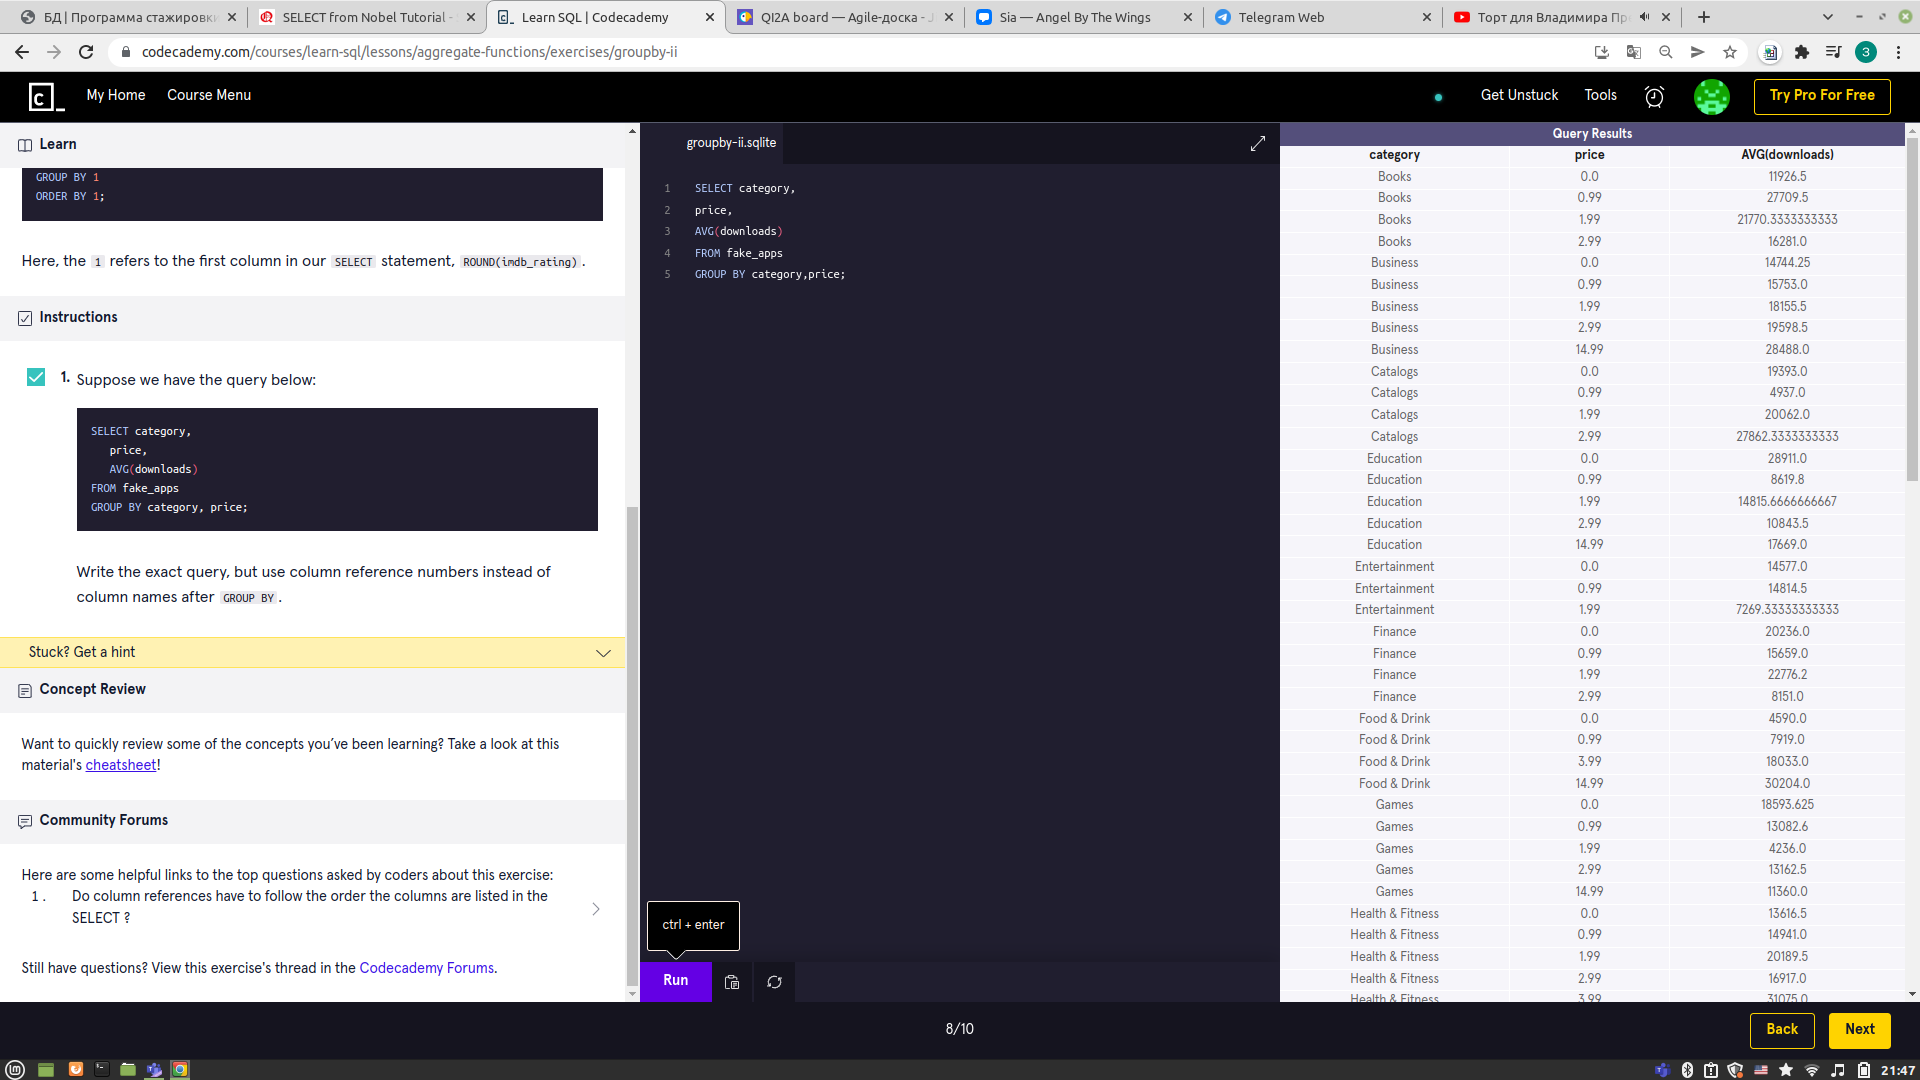 БД | Программа стажировки
SELECT from Nobel Tutorial -
Learn SQL | Codecademy
QI2A board — Agile-доска - J
Sia — Angel By The Wings
Telegram Web
Торт для Владимира Пр
codecademy.com/courses/learn-sql/lessons/aggregate-functions/exercises/groupby-ii
3
My Home
Course Menu
Get Unstuck
Tools
Try Pro For Free
Learn
GROUP BY 1
ORDER BY 1;
Here, the 1 refers to the first column in our SELECT statement, ROUND(imdb_rating).
Instructions
1. Suppose we have the query below:
SELECT category,
price,
AVG(downloads)
FROM fake_apps
GROUP BY category, price;
Write the exact query, but use column reference numbers instead of
column names after GROUP BY.
Stuck? Get a hint
Concept Review
Want to quickly review some of the concepts you've been learning? Take a look at this
material's cheatsheet!
Community Forums
Here are some helpful links to the top questions asked by coders about this exercise:
1. Do column references have to follow the order the columns are listed in the
SELECT ?
Still have questions? View this exercise's thread in the Codecademy Forums.
groupby-ii.sqlite
1 SELECT category,
2 price,
3 AVG(downloads)
4 FROM fake_apps
5 GROUP BY category,price;
ctrl + enter
Run
Query Results
category price AVG(downloads)
Books 0.0 11926.5
Books 0.99 27709.5
Books 1.99 21770.3333333333
Books 2.99 16281.0
Business 0.0 14744.25
Business 0.99 15753.0
Business 1.99 18155.5
Business 2.99 19598.5
Business 14.99 28488.0
Catalogs 0.0 19393.0
Catalogs 0.99 4937.0
Catalogs 1.99 20062.0
Catalogs 2.99 27862.3333333333
Education 0.0 28911.0
Education 0.99 8619.8
Education 1.99 14815.6666666667
Education 2.99 10843.5
Education 14.99 17669.0
Entertainment 0.0 14577.0
Entertainment 0.99 14814.5
Entertainment 1.99 7269.33333333333
Finance 0.0 20236.0
Finance 0.99 15659.0
Finance 1.99 22776.2
Finance 2.99 8151.0
Food & Drink 0.0 4590.0
Food & Drink 0.99 7919.0
Food & Drink 3.99 18033.0
Food & Drink 14.99 30204.0
Games 0.0 18593.625
Games 0.99 13082.6
Games 1.99 4236.0
Games 2.99 13162.5
Games 14.99 11360.0
Health & Fitness 0.0 13616.5
Health & Fitness 0.99 14941.0
Health & Fitness 1.99 20189.5
Health & Fitness 2.99 16917.0
Health & Fitness 3.99 31075.0
8/10
Back
Next
21:47